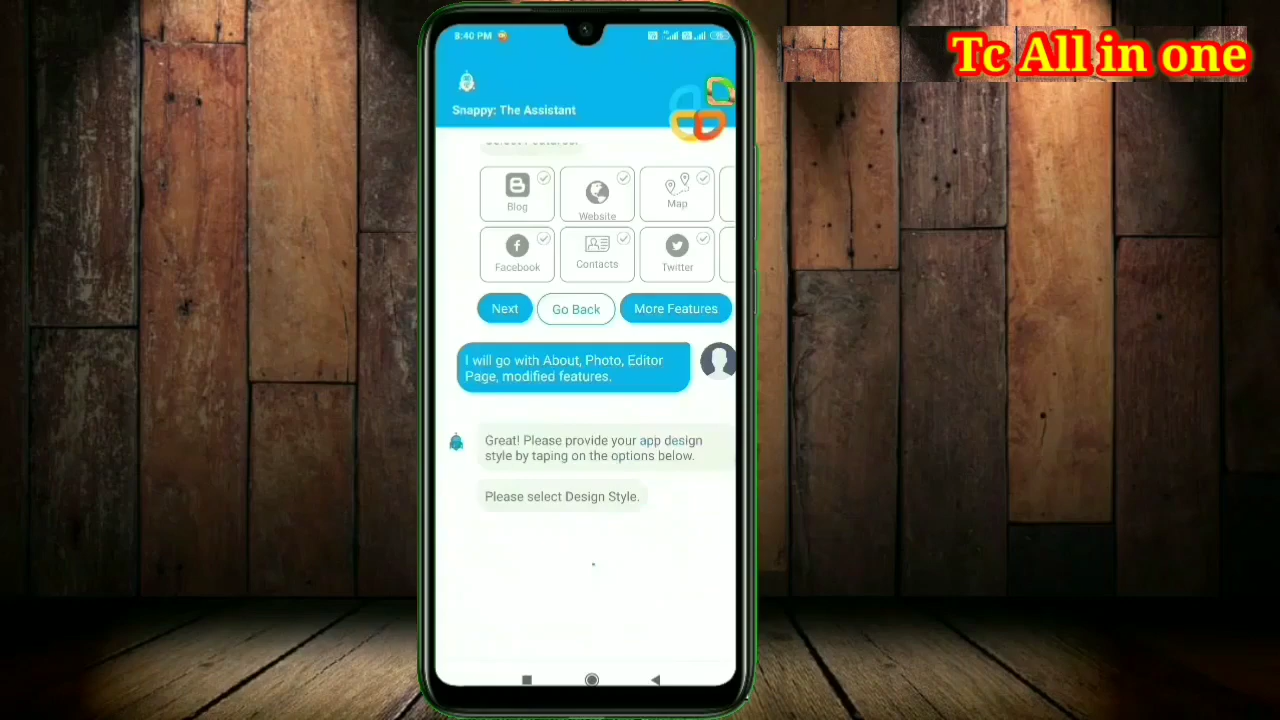 Tc All in one
8:40 PM
Snappy: The Assistant
Select Features:
Blog
Website
Map
Facebook
Contacts
Twitter
Next
Go Back
More Features
I will go with About, Photo, Editor
Page, modified features.
Great! Please provide your app design
style by taping on the options below.
Please select Design Style.